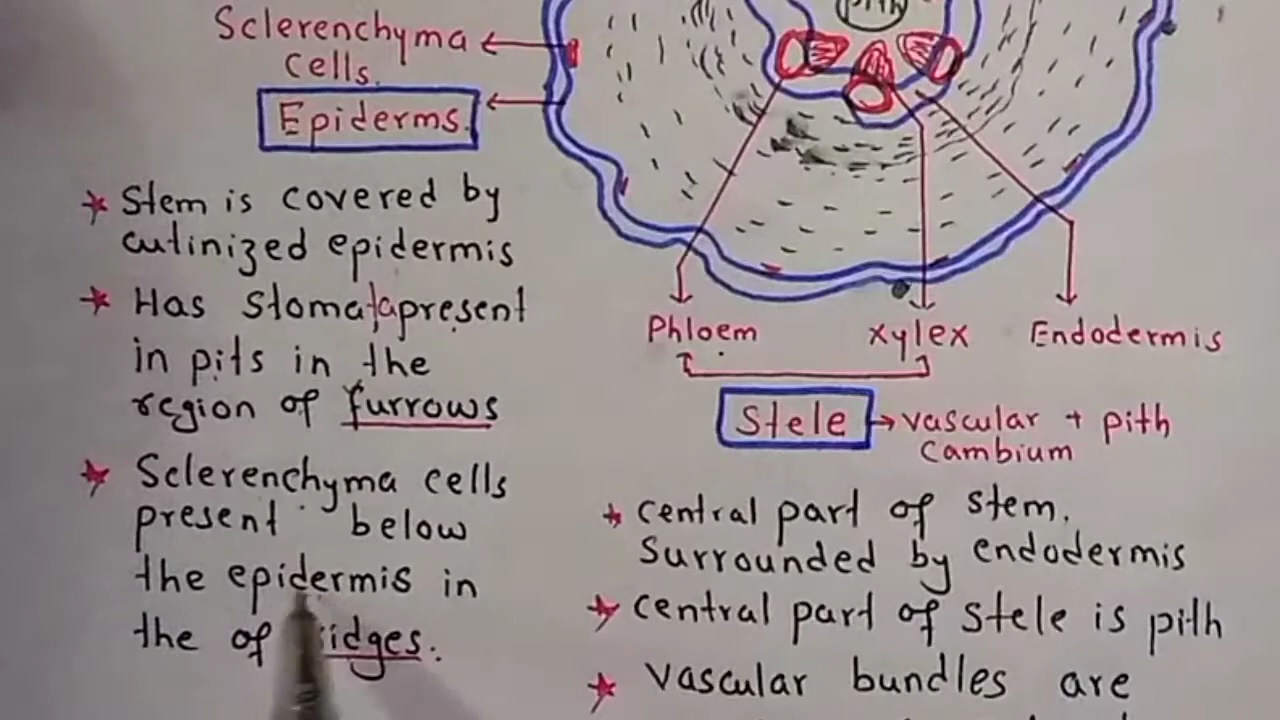 pith
Sclerenchyma
cells.
Epiderms.
* Stem is covered by
cutinized epidermis
* Has stomata present
in pits in the
region of furrows
* Sclerenchyma cells
present below
the epidermis in
the of ridges.
Phloem
xylex
Endodermis
Stele → vascular + pith
Cambium
* central part of stem.
Surrounded by endodermis
* central part of stele is pith
* Vascular bundles are